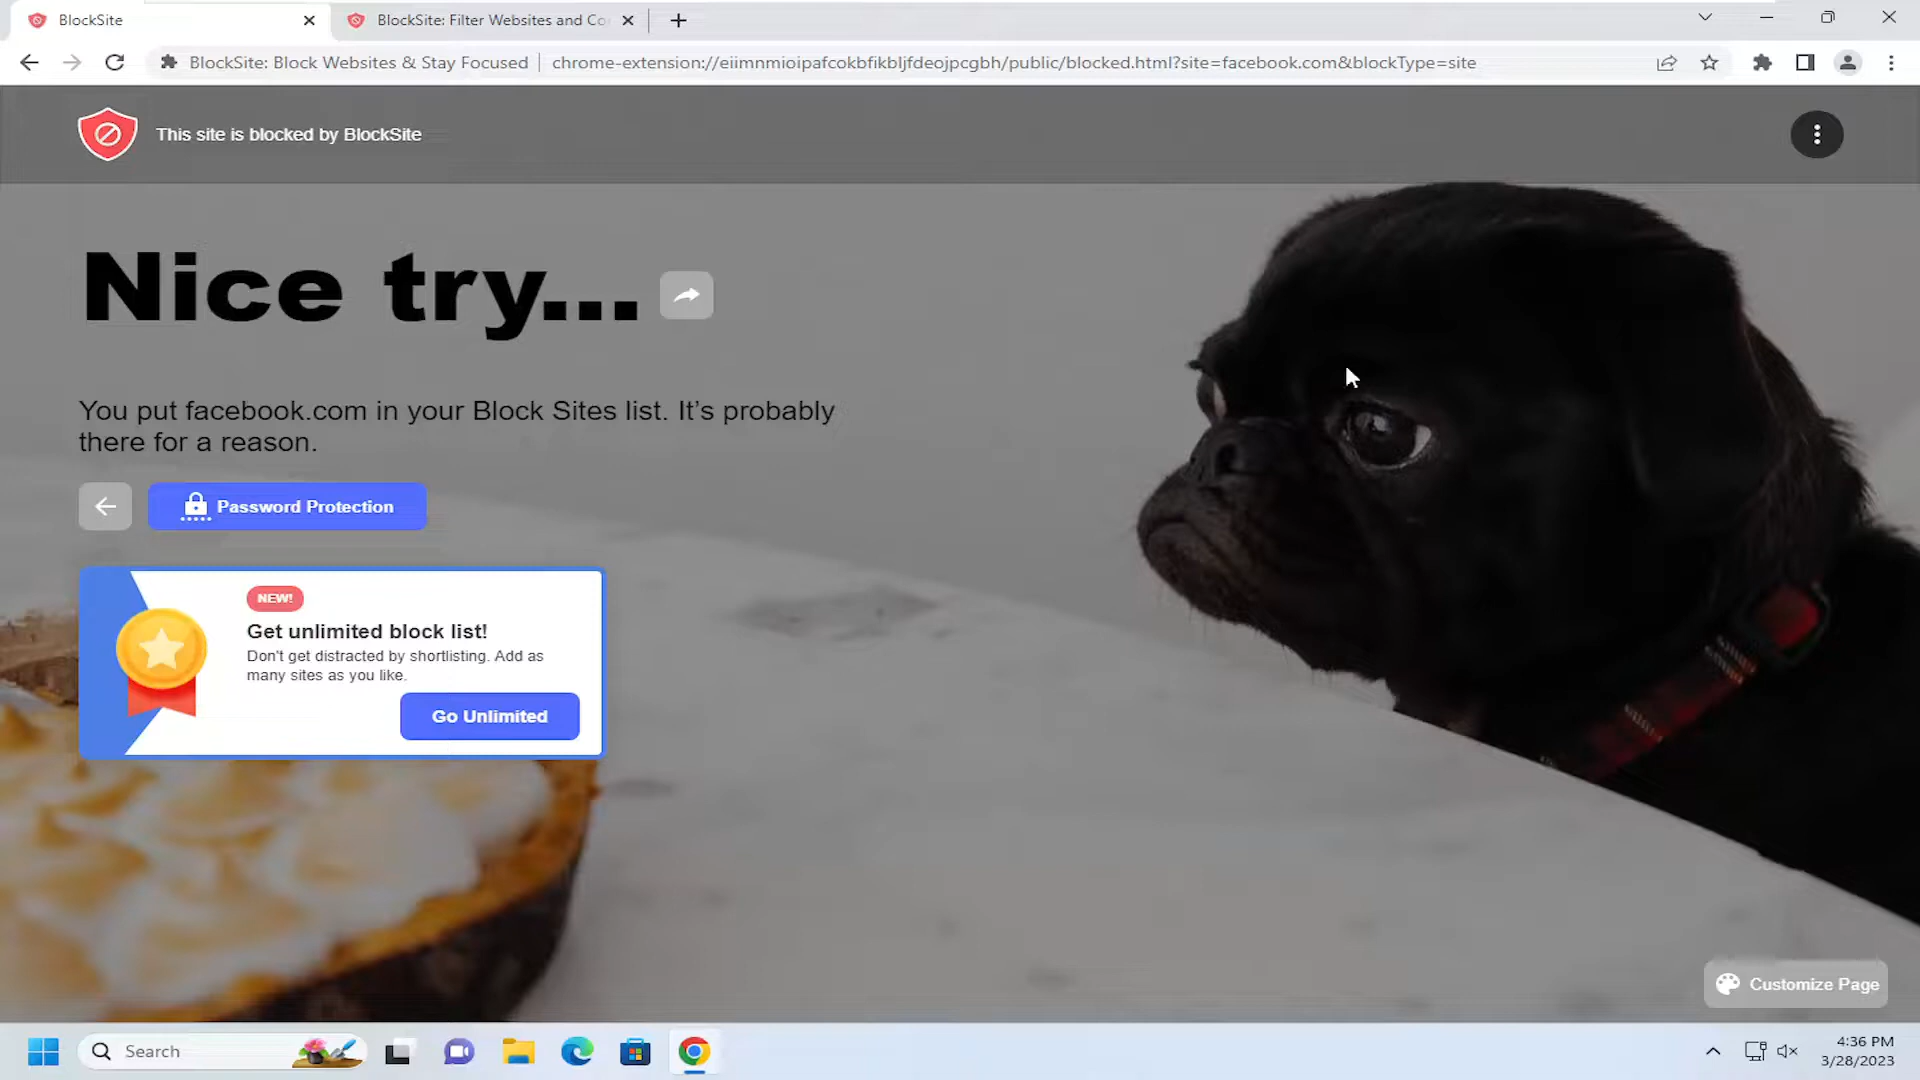 BlockSite
BlockSite: Filter Websites and Co
BlockSite: Block Websites & Stay Focused
chrome-extension://eiimnmioipafcokbfikbljfdeojpcgbh/public/blocked.html?site=facebook.com&blockType=site
This site is blocked by BlockSite
Nice try...
You put facebook.com in your Block Sites list. It’s probably
there for a reason.
Password Protection
NEW!
Get unlimited block list!
Don't get distracted by shortlisting. Add as
many sites as you like.
Go Unlimited
Customize Page
Search
4:36 PM
3/28/2023